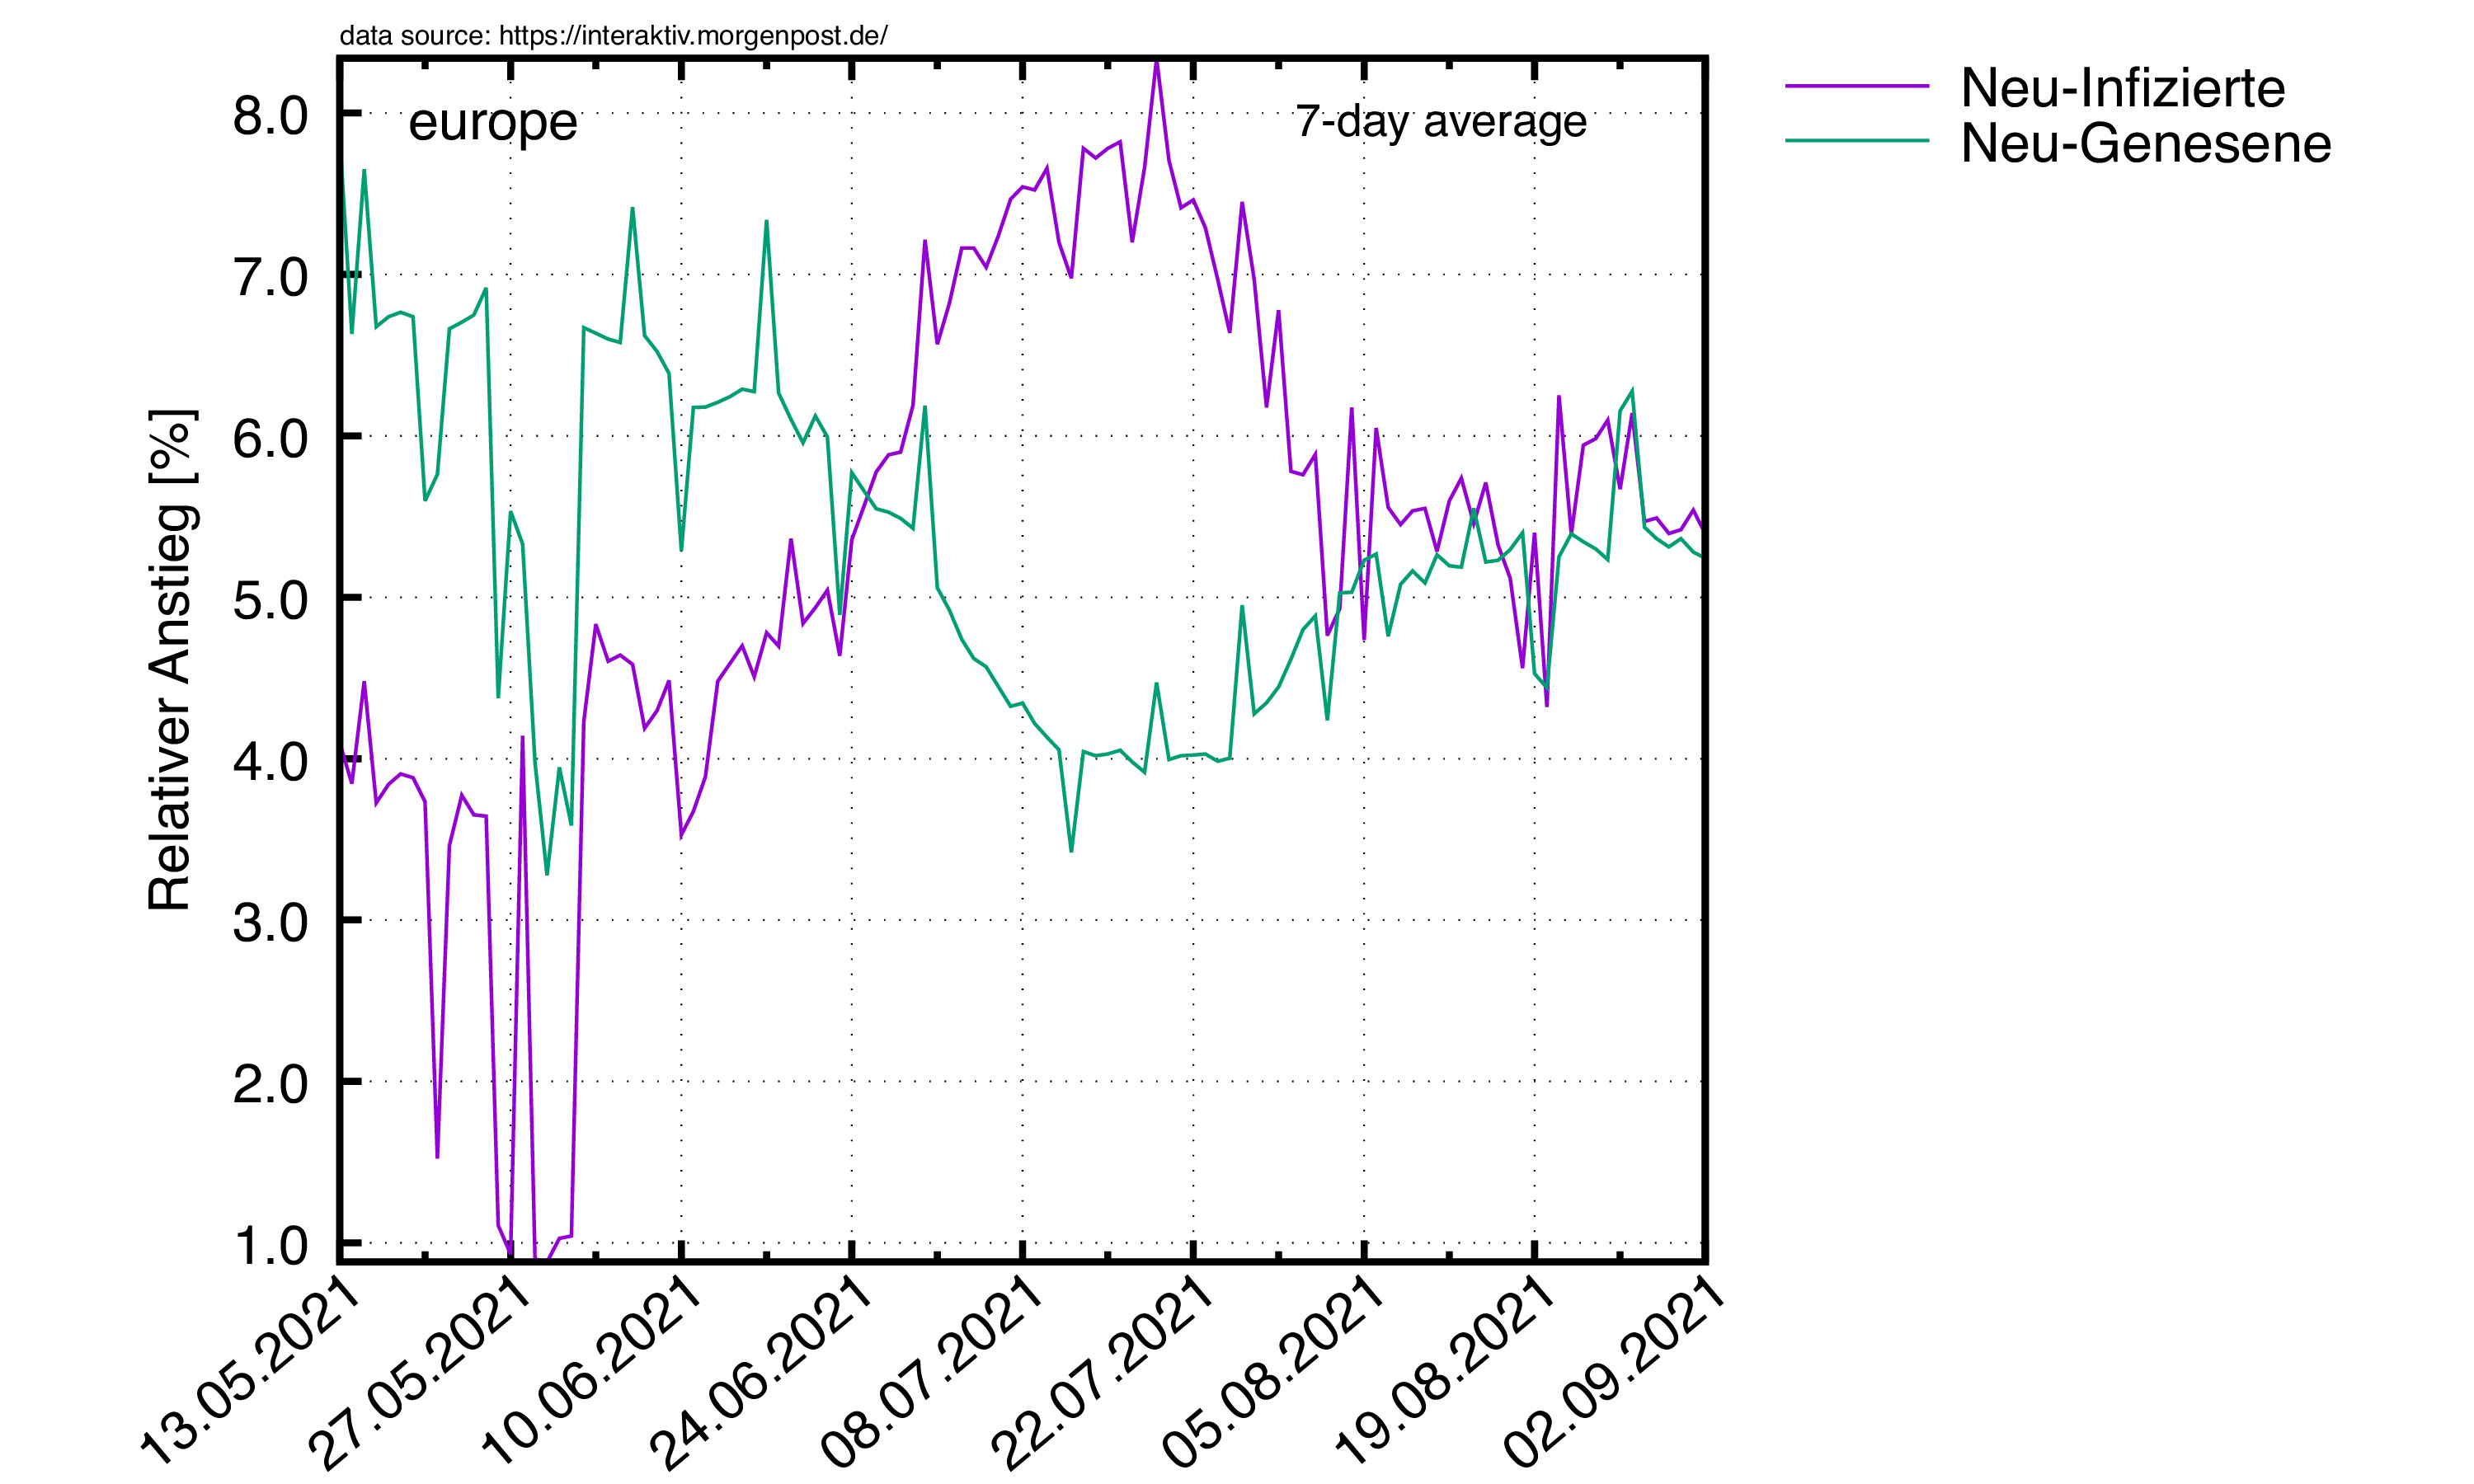 data source: https://interaktiv.morgenpost.de/
europe
7-day average
Neu-Infizierte
Neu-Genesene
Relativer Anstieg [%]
8.0
7.0
6.0
5.0
4.0
3.0
2.0
1.0
13.05.2021
27.05.2021
10.06.2021
24.06.2021
08.07.2021
22.07.2021
05.08.2021
19.08.2021
02.09.2021